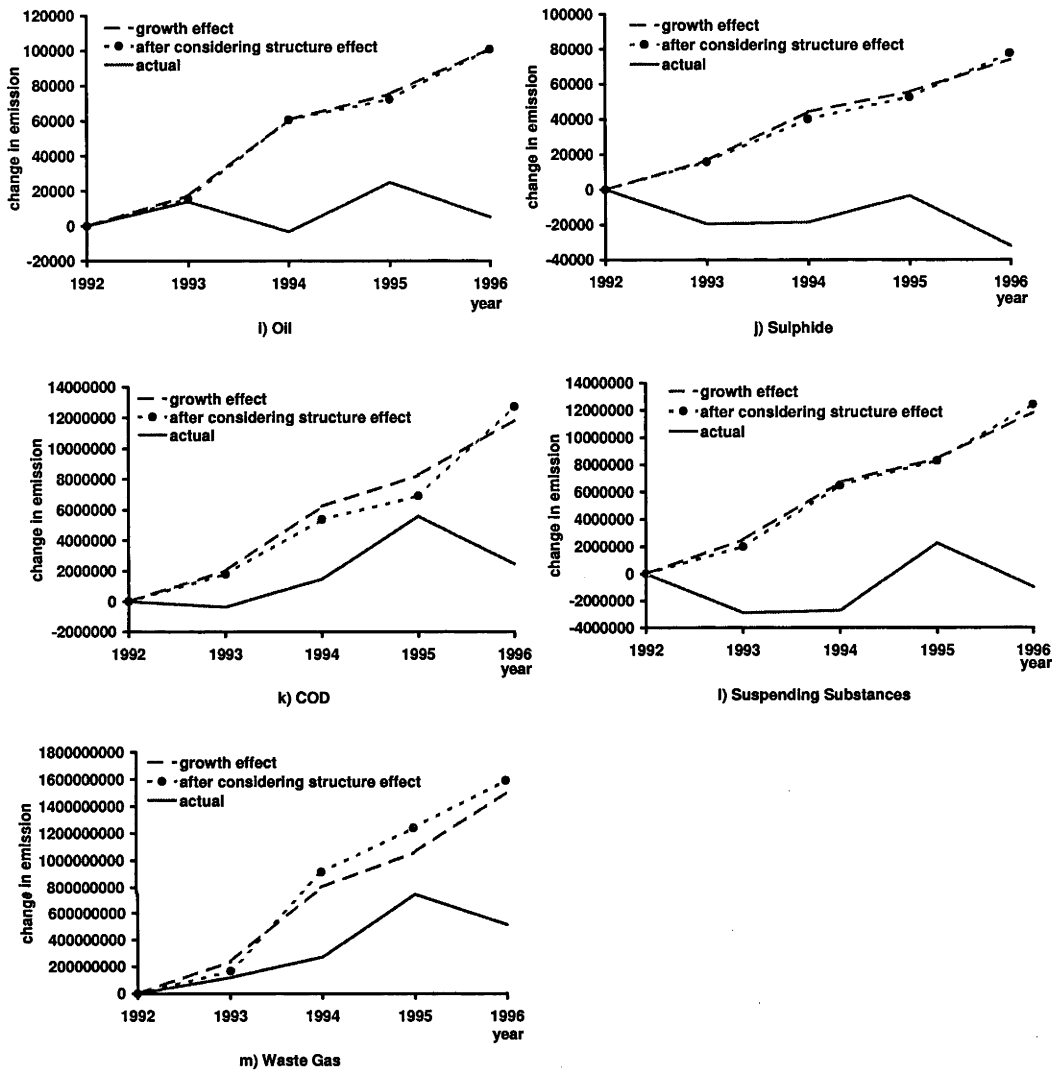 growth effect
after considering structure effect
actual
change in emission
120000
100000
80000
60000
40000
20000
0
-20000
1992 1993 1994 1995 1996
year
i) Oil
growth effect
after considering structure effect
actual
change in emission
100000
80000
60000
40000
20000
0
-20000
-40000
1992 1993 1994 1995 1996
year
j) Sulphide
growth effect
after considering structure effect
actual
change in emission
14000000
12000000
10000000
8000000
6000000
4000000
2000000
0
-2000000
1992 1993 1994 1995 1996
year
k) COD
growth effect
after considering structure effect
actual
change in emission
14000000
12000000
10000000
8000000
6000000
4000000
2000000
0
-2000000
-4000000
1992 1993 1994 1995 1996
year
l) Suspending Substances
growth effect
after considering structure effect
actual
change in emission
1800000000
1600000000
1400000000
1200000000
1000000000
800000000
600000000
400000000
200000000
0
1992 1993 1994 1995 1996
year
m) Waste Gas